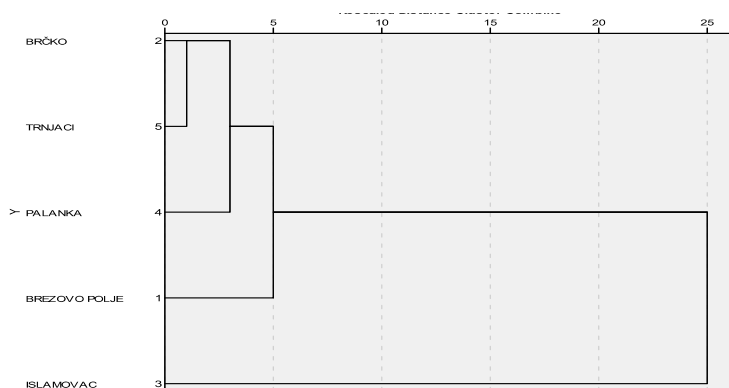 0 5 10 15 20 25
BRČKO 2
TRNJACI 5
Y
PALANKA 4
BREZOVO POLJE 1
ISLAMOVAC 3